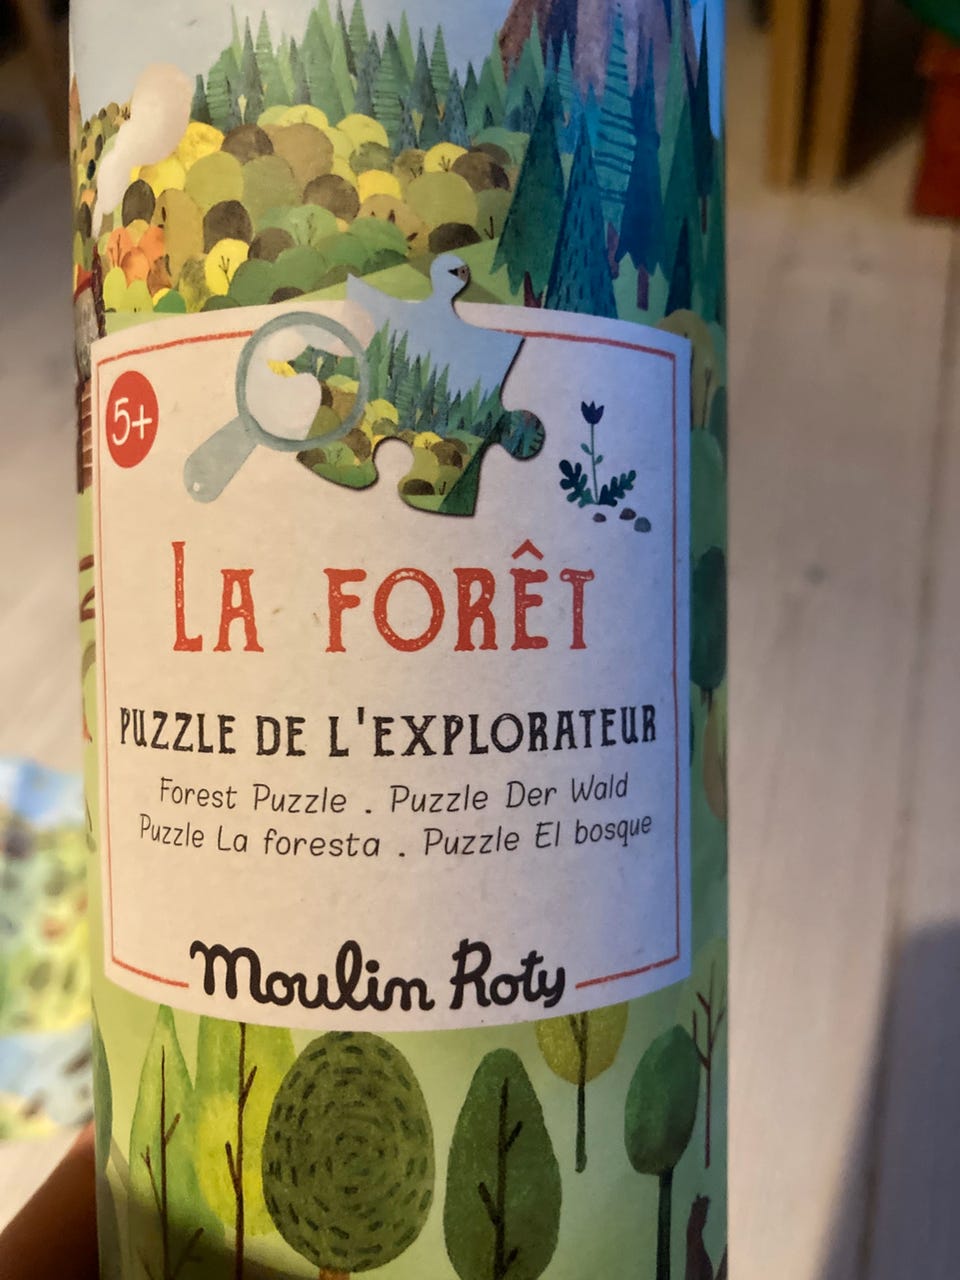 5+
LA FORÊT
PUZZLE DE L'EXPLORATEUR
Forest Puzzle . Puzzle Der Wald
Puzzle La foresta . Puzzle El bosque
Moulin Roty